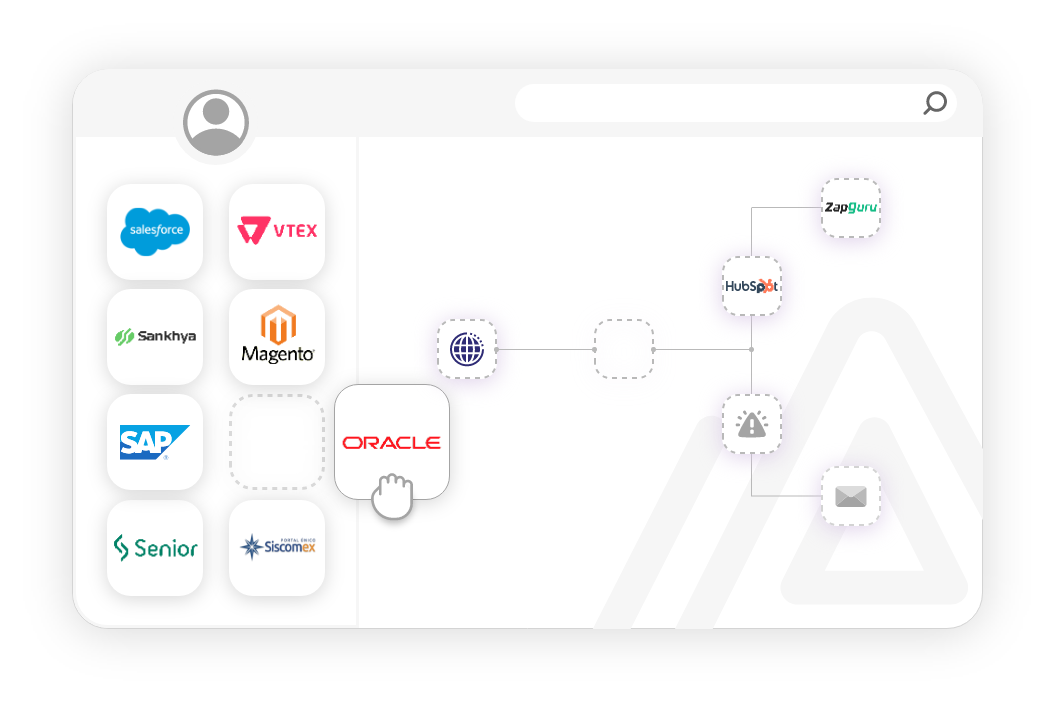 salesforce
VTEX
Sankhya
Magento
SAP
®
ORACLE
Senior
PORTAL ÚNICO
Siscomex
ZapGuru
HubSpot